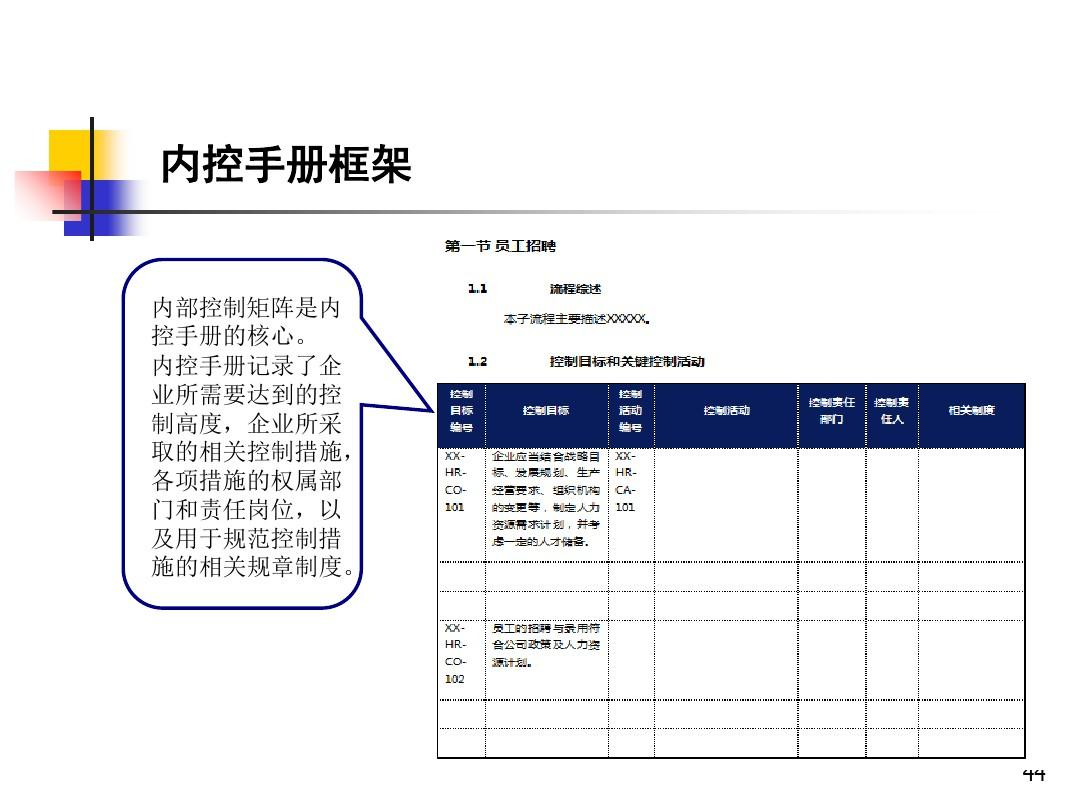 内控手册框架
内部控制矩阵是内
控手册的核心。
内控手册记录了企
业所需要达到的控
制高度，企业所采
取的相关控制措施，
各项措施的权属部
门和责任岗位，以
及用于规范控制措
施的相关规章制度。
第一节 员工招聘
1.1 流程综述
本子流程主要描述XXXXX。
1.2 控制目标和关键控制活动
控制
目标
编号
控制目标
控制
活动
编号
控制活动
控制责任
部门
控制责
任人
相关制度
XX-
HR-
CO-
101
企业应当结合战略目
标、发展规划、生产
经营要求、组织机构
的变更等，制定人力
资源需求计划，并考
虑一定的人才储备。
XX-
HR-
CA-
101
XX-
HR-
CO-
102
员工的招聘与录用符
合公司政策及人力资
源计划。
44